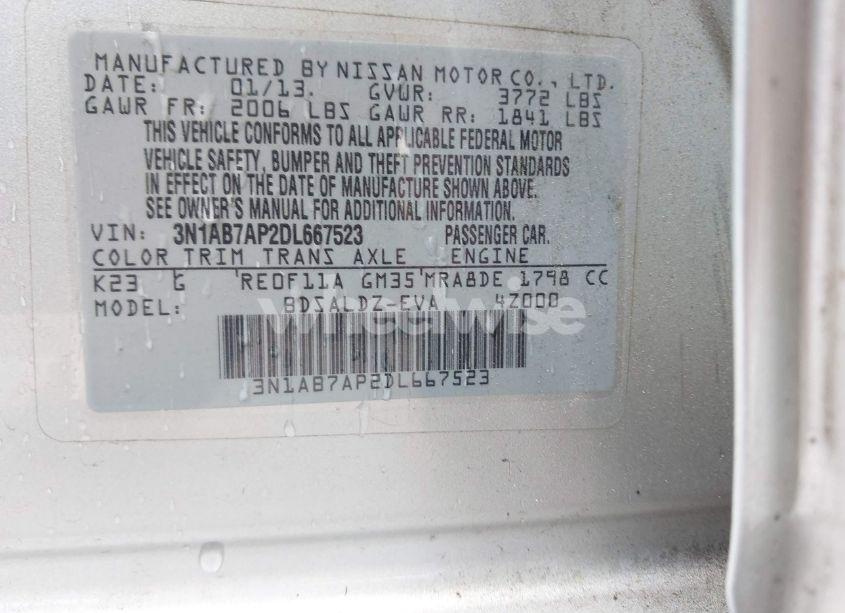 MANUFACTURED BY NISSAN MOTOR CO., LTD.
DATE: 01/13. GVWR: 3772 LBS
GAWR FR: 2006 LBS GAWR RR: 1841 LBS
THIS VEHICLE CONFORMS TO ALL APPLICABLE FEDERAL MOTOR
VEHICLE SAFETY, BUMPER AND THEFT PREVENTION STANDARDS
IN EFFECT ON THE DATE OF MANUFACTURE SHOWN ABOVE.
SEE OWNER'S MANUAL FOR ADDITIONAL INFORMATION.
VIN: 3N1AB7AP2DL667523 PASSENGER CAR.
COLOR TRIM TRANS AXLE ENGINE
K23 G 'RE0F11A GM35'MRA8DE 1798 CC
MODEL: BDSALDZ-EVA 4Z000
wheelwise
3N1AB7AP2DL667523